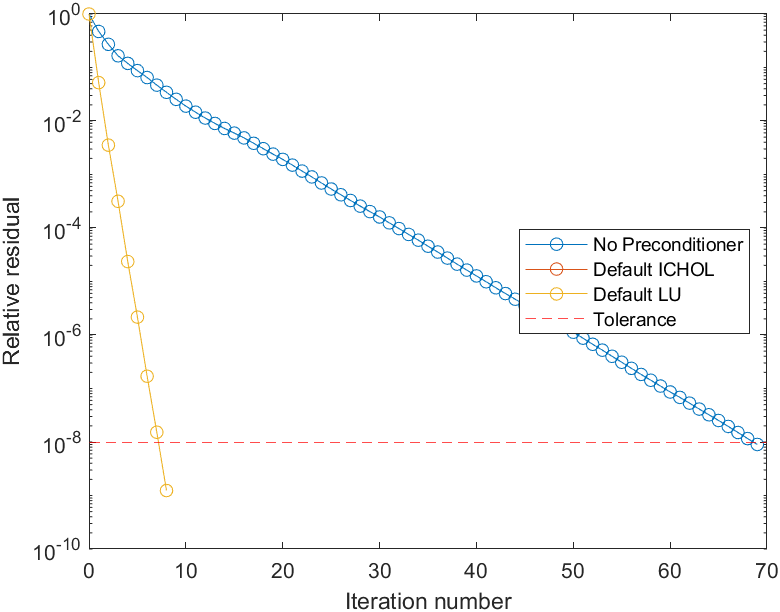 10^0
10^-2
10^-4
10^-6
10^-8
10^-10
Relative residual
No Preconditioner
Default ICHOL
Default LU
Tolerance
0 10 20 30 40 50 60 70
Iteration number